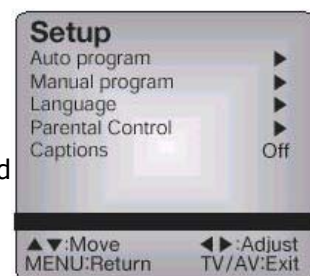 Setup
Auto program ▶
Manual program ▶
Language ▶
Parental Control ▶
Captions Off
d
▲▼:Move ◀▶:Adjust
MENU:Return TV/AV:Exit